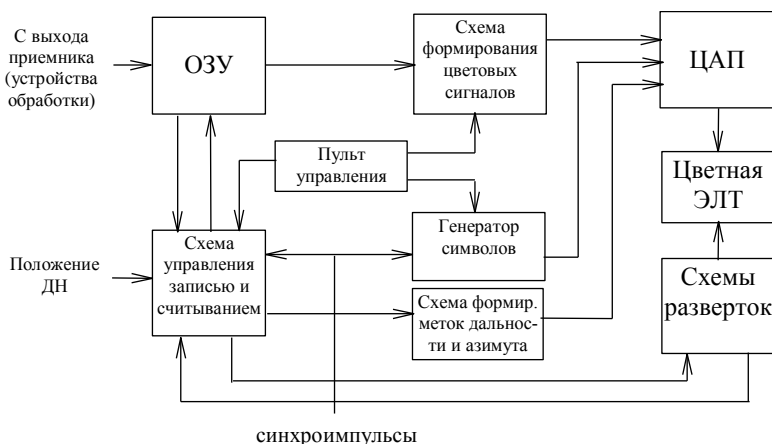 С выхода
приемника
(устройства
обработки)
ОЗУ
Схема
формирования
цветовых
сигналов
ЦАП
Пульт
управления
Цветная
ЭЛТ
Положение
ДН
Схема
управления
записью и
считыванием
Генератор
символов
Схема формир.
меток дальнос-
ти и азимута
Схемы
разверток
синхроимпульсы